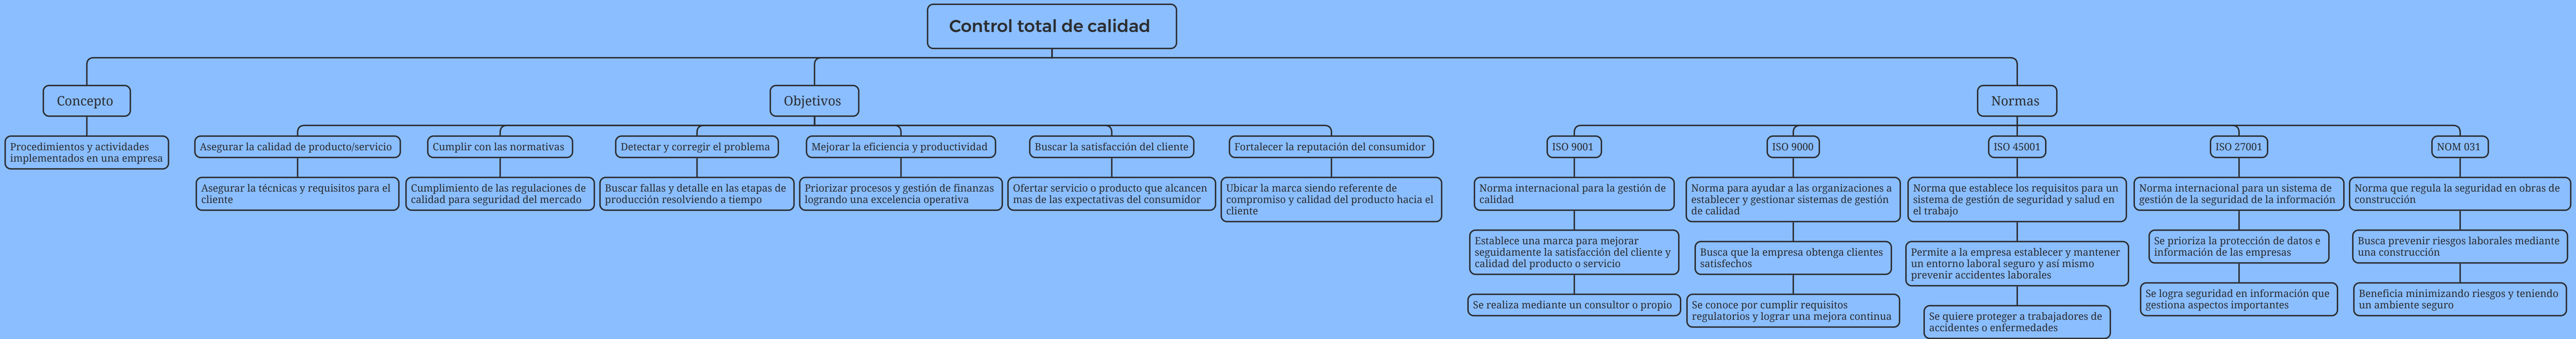 Control total de calidad
Concepto
Procedimientos y actividades
implementados en una empresa
Objetivos
Asegurar la calidad de producto/servicio
Asegurar la técnicas y requisitos para el
cliente
Cumplir con las normativas
Cumplimiento de las regulaciones de
calidad para seguridad del mercado
Detectar y corregir el problema
Buscar fallas y detalle en las etapas de
producción resolviendo a tiempo
Mejorar la eficiencia y productividad
Priorizar procesos y gestión de finanzas
logrando una excelencia operativa
Buscar la satisfacción del cliente
Ofertar servicio o producto que alcancen
mas de las expectativas del consumidor
Fortalecer la reputación del consumidor
Ubicar la marca siendo referente de
compromiso y calidad del producto hacia el
cliente
Normas
ISO 9001
Norma internacional para la gestión de
calidad
Establece una marca para mejorar
seguidamente la satisfacción del cliente y
calidad del producto o servicio
Se realiza mediante un consultor o propio
ISO 9000
Norma para ayudar a las organizaciones a
establecer y gestionar sistemas de gestión
de calidad
Busca que la empresa obtenga clientes
satisfechos
Se conoce por cumplir requisitos
regulatorios y lograr una mejora continua
ISO 45001
Norma que establece los requisitos para un
sistema de gestión de seguridad y salud en
el trabajo
Permite a la empresa establecer y mantener
un entorno laboral seguro y así mismo
prevenir accidentes laborales
Se quiere proteger a trabajadores de
accidentes o enfermedades
ISO 27001
Norma internacional para un sistema de
gestión de la seguridad de la información
Se prioriza la protección de datos e
información de las empresas
Se logra seguridad en información que
gestiona aspectos importantes
NOM 031
Norma que regula la seguridad en obras de
construcción
Busca prevenir riesgos laborales mediante
una construcción
Beneficia minimizando riesgos y teniendo
un ambiente seguro